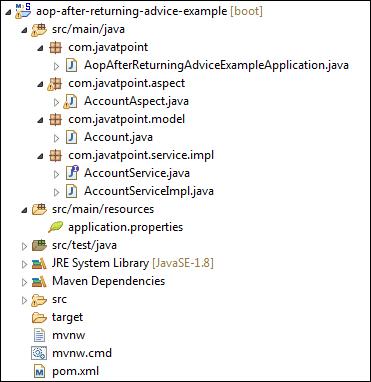 aop-after-returning-advice-example [boot]
src/main/java
com.javatpoint
AopAfterReturningAdviceExampleApplication.java
com.javatpoint.aspect
AccountAspect.java
com.javatpoint.model
Account.java
com.javatpoint.service.impl
AccountService.java
AccountServiceImpl.java
src/main/resources
application.properties
src/test/java
JRE System Library [JavaSE-1.8]
Maven Dependencies
src
target
mvnw
mvnw.cmd
pom.xml